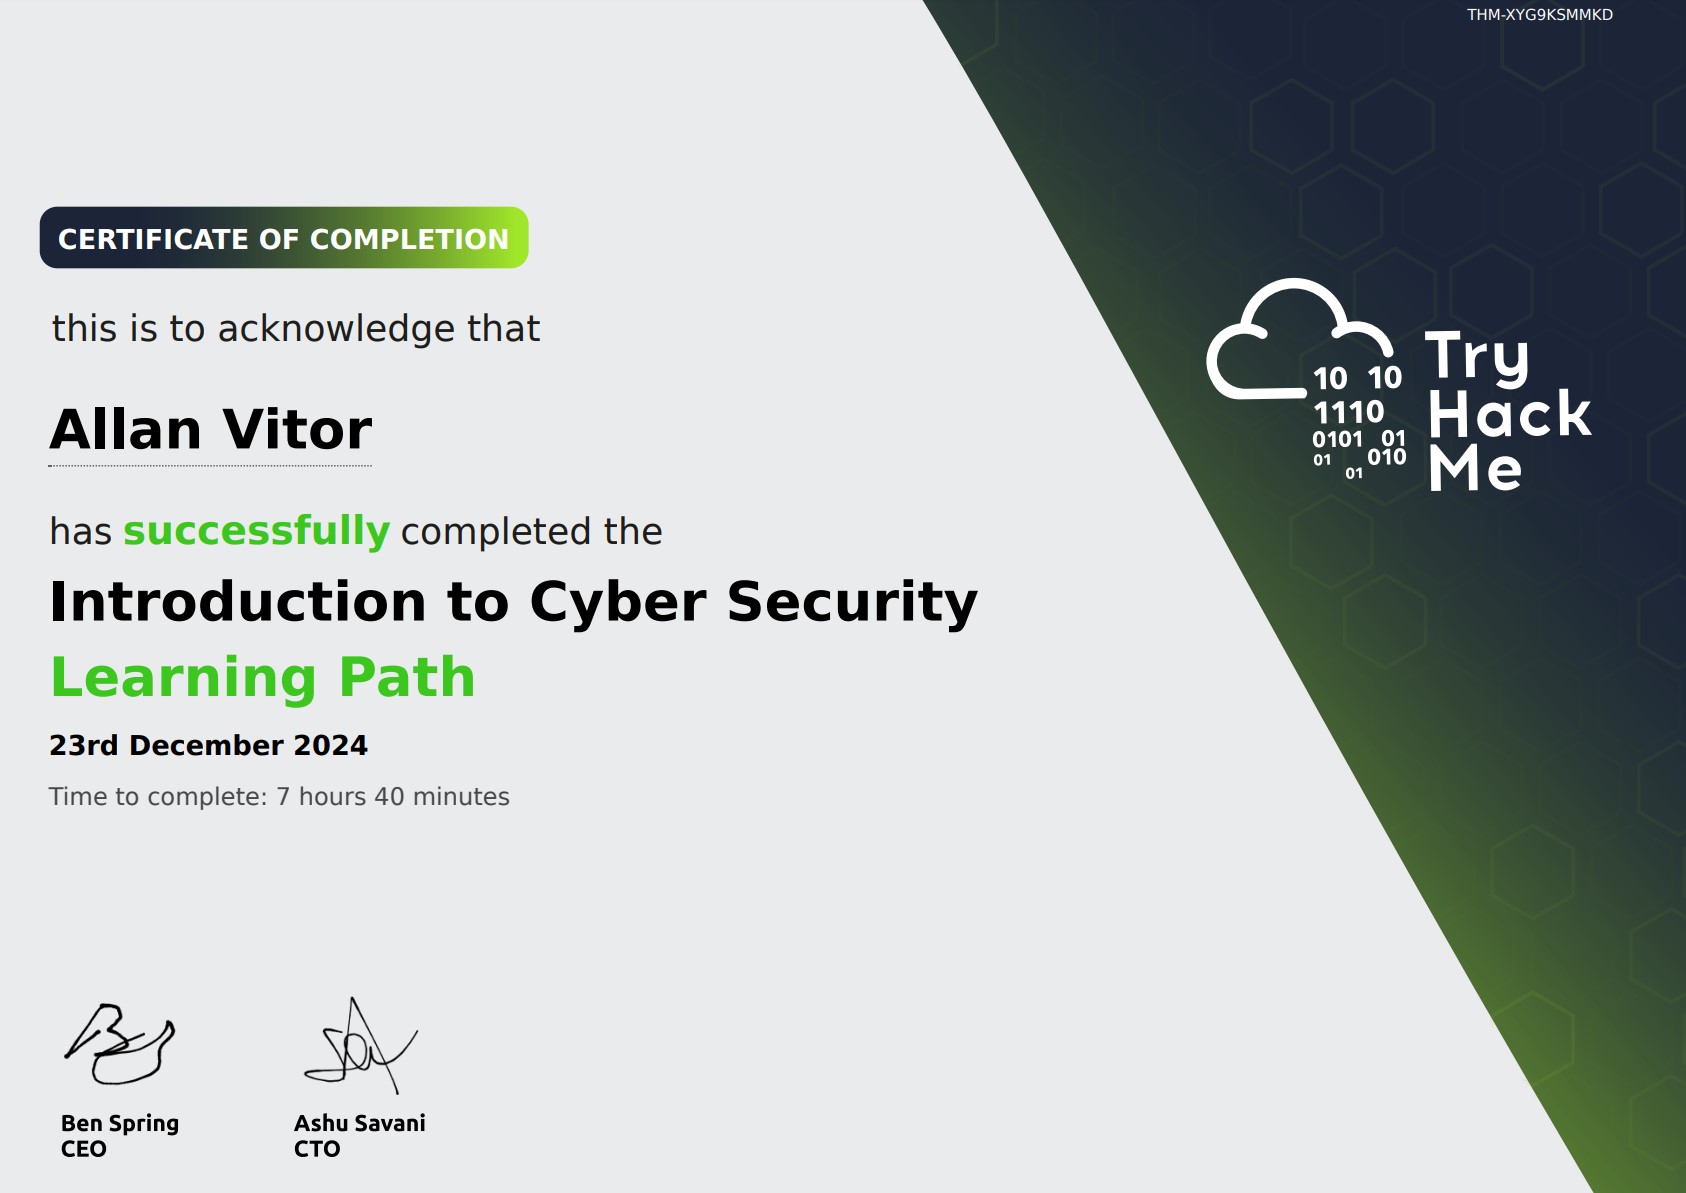 THM-XYG9KSMMKD
CERTIFICATE OF COMPLETION
this is to acknowledge that
Allan Vitor
has successfully completed the
Introduction to Cyber Security
Learning Path
23rd December 2024
Time to complete: 7 hours 40 minutes
10 10
1110
0101 01
01 010
01
Try
Hack
Me
Ben Spring
CEO
Ashu Savani
CTO